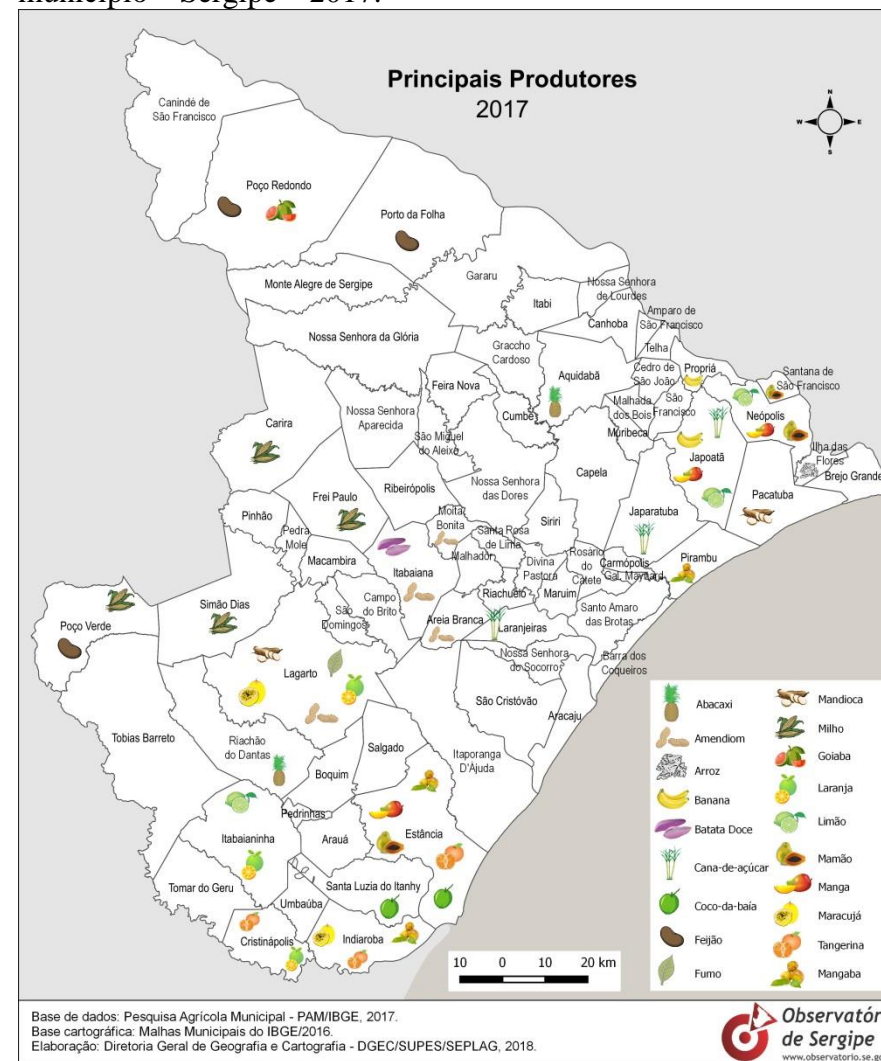 município – Sergipe – 2017.
Principais Produtores
2017
N
W
E
S
Canindé de
São Francisco
Poço Redondo
Porto da Folha
Monte Alegre de Sergipe
Gararu
Nossa Senhora
de Lourdes
Itabi
Nossa Senhora da Glória
Canhoba
Amparo de
São Francisco
Graccho
Cardoso
Telha
Aquidabã
Cedro de
São João
Propriá
Santana de
São Francisco
Feira Nova
Carira
Nossa Senhora
Aparecida
Cumbe
Malhada
dos Bois
São
Francisco
Neópolis
Muribeca
São Miguel
do Aleixo
Ilha das
Flores
Brejo Grande
Japoatã
Frei Paulo
Ribeirópolis
Nossa Senhora
das Dores
Capela
Pacatuba
Pinhão
Pedra
Mole
Moita
Bonita
Siriri
Japaratuba
Macambira
Santa Rosa
de Lima
Malhador
Itabaiana
Divina
Pastora
Rosário
do
Catete
Carmópolis
Gal. Maynard
Pirambu
Riachuelo
Maruim
Simão Dias
São
Domingos
Campo
do Brito
Santo Amaro
das Brotas
Poço Verde
Areia Branca
Laranjeiras
Nossa Senhora
do Socorro
Barra dos
Coqueiros
Lagarto
São Cristóvão
Aracaju
Tobias Barreto
Riachão
do Dantas
Salgado
Itaporanga
D'Ajuda
Boquim
Pedrinhas
Itabaianinha
Arauá
Estância
Tomar do Geru
Santa Luzia do Itanhy
Umbaúba
Cristinápolis
Indiaroba
Abacaxi
Amendiom
Arroz
Banana
Batata Doce
Cana-de-açúcar
Coco-da-baía
Feijão
Fumo
Mandioca
Milho
Goiaba
Laranja
Limão
Mamão
Manga
Maracujá
Tangerina
Mangaba
10 0 10 20 km
Base de dados: Pesquisa Agrícola Municipal - PAM/IBGE, 2017.
Base cartográfica: Malhas Municipais do IBGE/2016.
Elaboração: Diretoria Geral de Geografia e Cartografia - DGEC/SUPES/SEPLAG, 2018.
Observatór
de Sergipe
www.observatorio.se.go